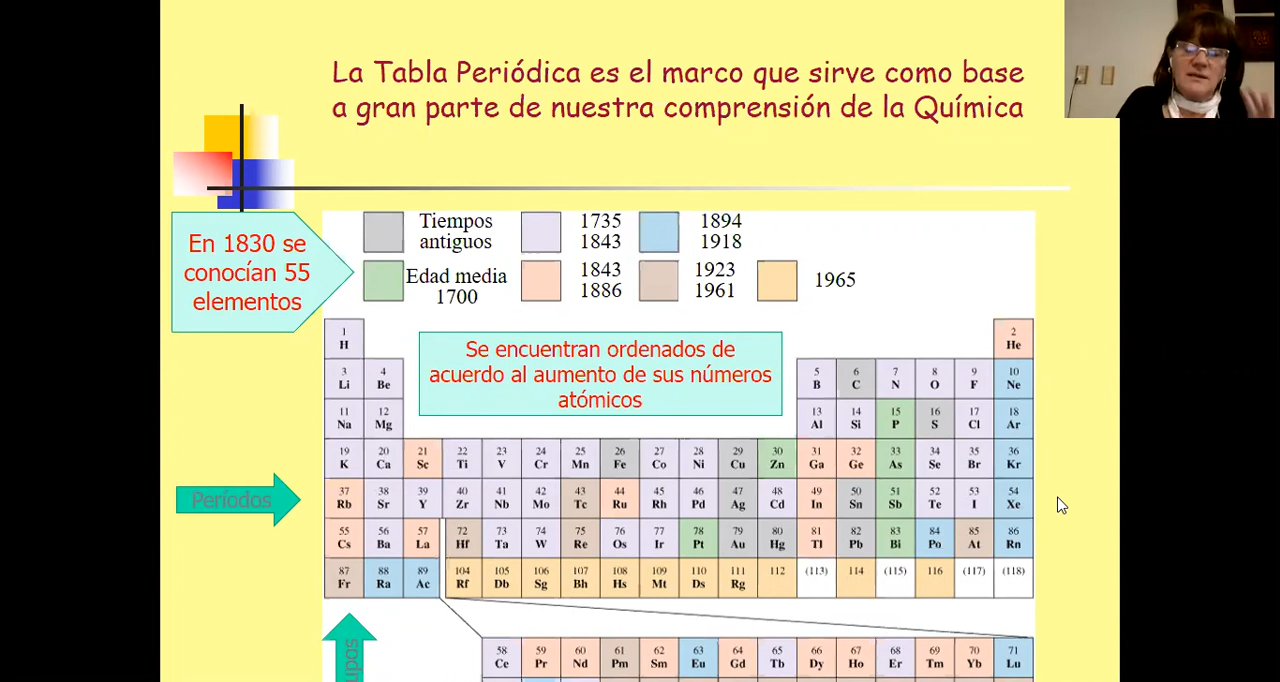 La Tabla Periódica es el marco que sirve como base
a gran parte de nuestra comprensión de la Química
En 1830 se
conocían 55
elementos
Tiempos
antiguos
1735
1843
1894
1918
Edad media
1700
1843
1886
1923
1961
1965
Se encuentran ordenados de
acuerdo al aumento de sus números
atómicos
1 2
H He
3 4 5 6 7 8 9 10
Li Be B C N O F Ne
11 12 13 14 15 16 17 18
Na Mg Al Si P S Cl Ar
19 20 21 22 23 24 25 26 27 28 29 30 31 32 33 34 35 36
K Ca Sc Ti V Cr Mn Fe Co Ni Cu Zn Ga Ge As Se Br Kr
Períodos
37 38 39 40 41 42 43 44 45 46 47 48 49 50 51 52 53 54
Rb Sr Y Zr Nb Mo Tc Ru Rh Pd Ag Cd In Sn Sb Te I Xe
55 56 57 72 73 74 75 76 77 78 79 80 81 82 83 84 85 86
Cs Ba La Hf Ta W Re Os Ir Pt Au Hg Tl Pb Bi Po At Rn
87 88 89 104 105 106 107 108 109 110 111 112 (113) 114 (115) 116 (117) (118)
Fr Ra Ac Rf Db Sg Bh Hs Mt Ds Rg
58 59 60 61 62 63 64 65 66 67 68 69 70 71
Ce Pr Nd Pm Sm Eu Gd Tb Dy Ho Er Tm Yb Lu
upos